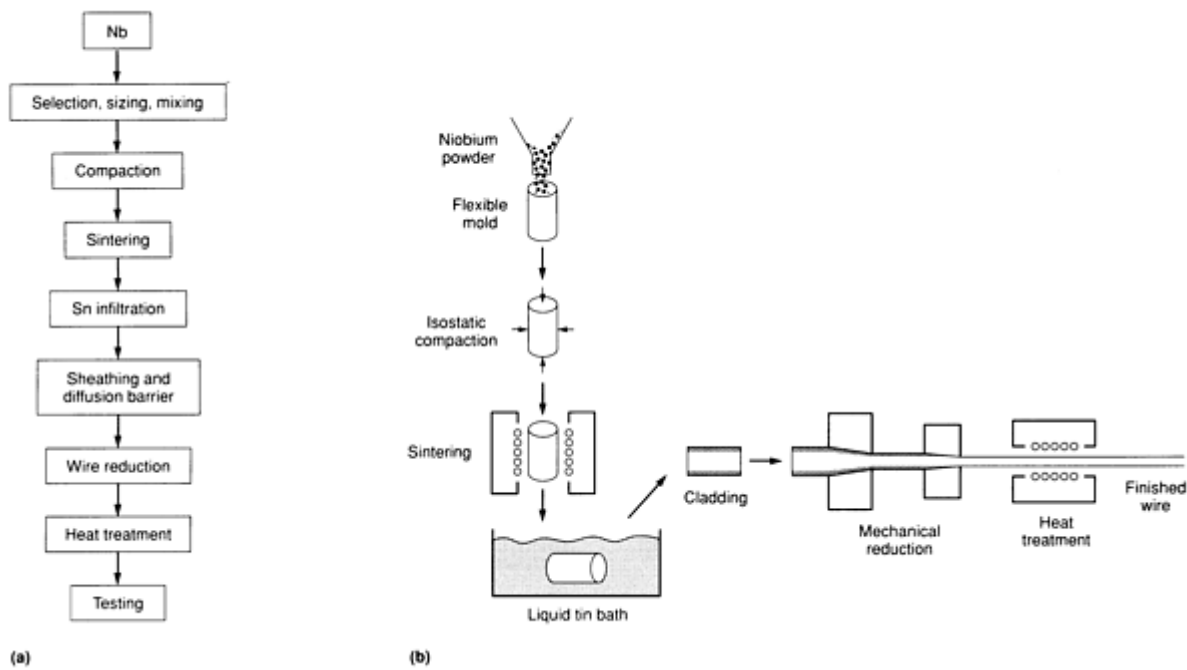 Nb
Selection, sizing, mixing
Compaction
Sintering
Sn infiltration
Sheathing and
diffusion barrier
Wire reduction
Heat treatment
Testing
(a)
Niobium
powder
Flexible
mold
Isostatic
compaction
Sintering
Liquid tin bath
Cladding
Mechanical
reduction
Heat
treatment
Finished
wire
(b)